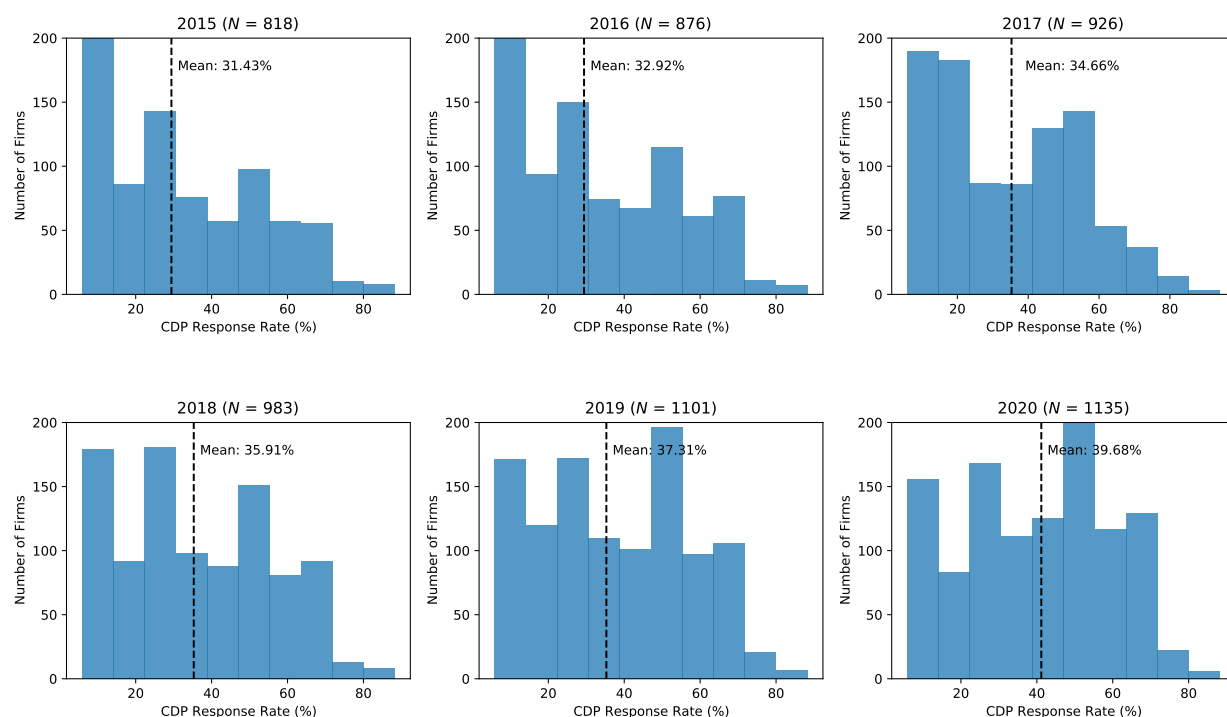 2015 (N = 818)
200
150
100
50
0
Number of Firms
Mean: 31.43%
20 40 60 80
CDP Response Rate (%)
2016 (N = 876)
200
150
100
50
0
Number of Firms
Mean: 32.92%
20 40 60 80
CDP Response Rate (%)
2017 (N = 926)
200
150
100
50
0
Number of Firms
Mean: 34.66%
20 40 60 80
CDP Response Rate (%)
2018 (N = 983)
200
150
100
50
0
Number of Firms
Mean: 35.91%
20 40 60 80
CDP Response Rate (%)
2019 (N = 1101)
200
150
100
50
0
Number of Firms
Mean: 37.31%
20 40 60 80
CDP Response Rate (%)
2020 (N = 1135)
200
150
100
50
0
Number of Firms
Mean: 39.68%
20 40 60 80
CDP Response Rate (%)